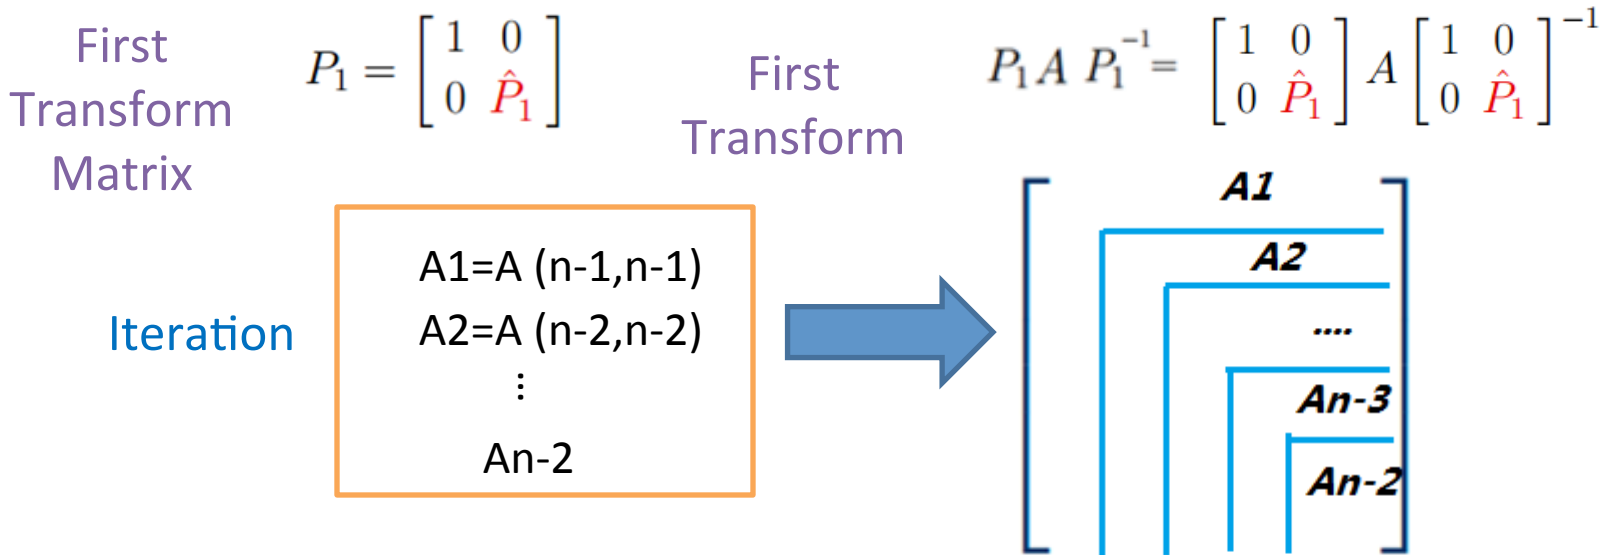 First
Transform
Matrix
P₁ = [ 1 0
0 P̂₁ ]
First
Transform
P₁ A P₁⁻¹ = [ 1 0
0 P̂₁ ] A [ 1 0
0 P̂₁ ]⁻¹
Iteration
A1=A (n-1,n-1)
A2=A (n-2,n-2)
⋮
An-2
A1
A2
....
An-3
An-2